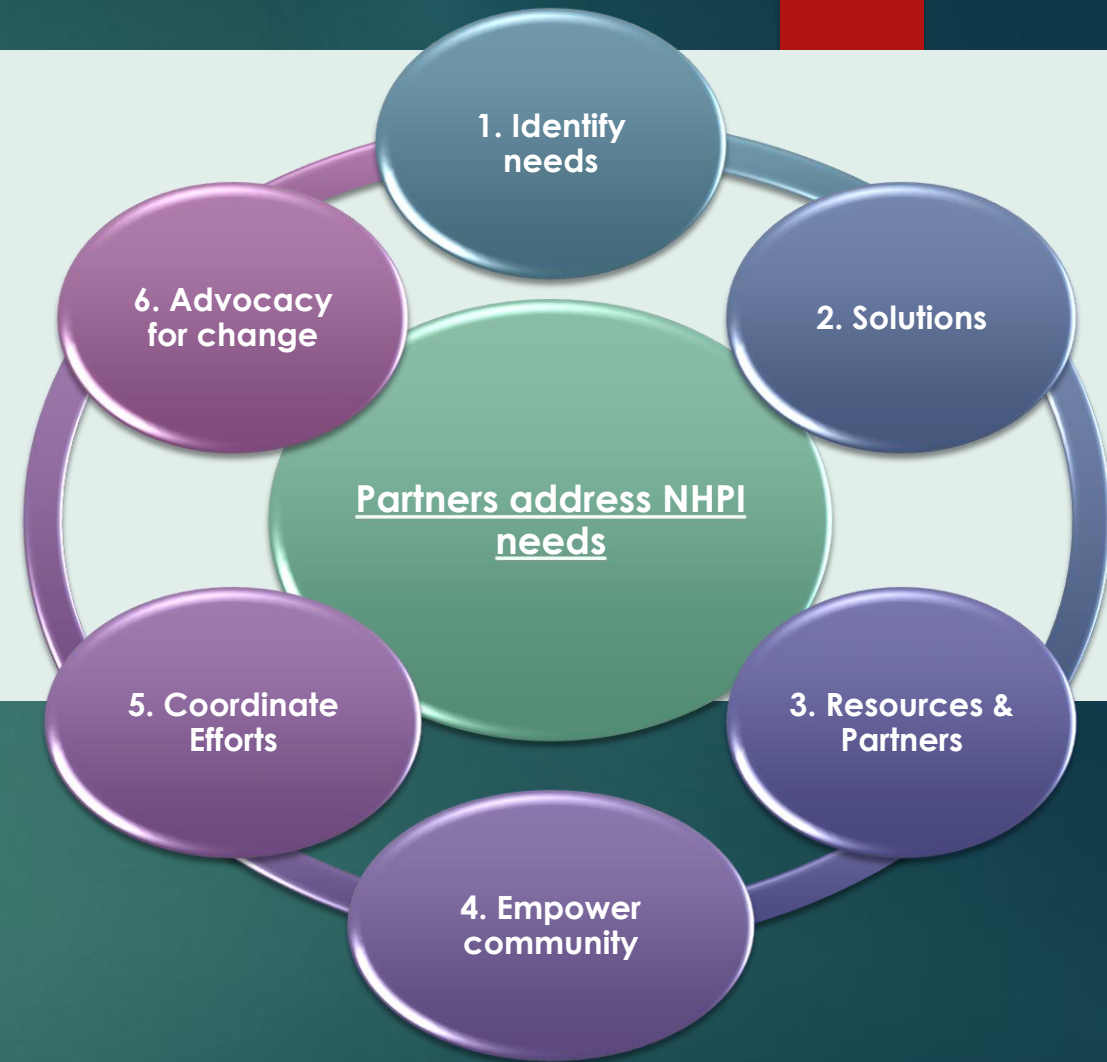 1. Identify
needs
2. Solutions
3. Resources &
Partners
4. Empower
community
5. Coordinate
Efforts
6. Advocacy
for change
Partners address NHPI
needs